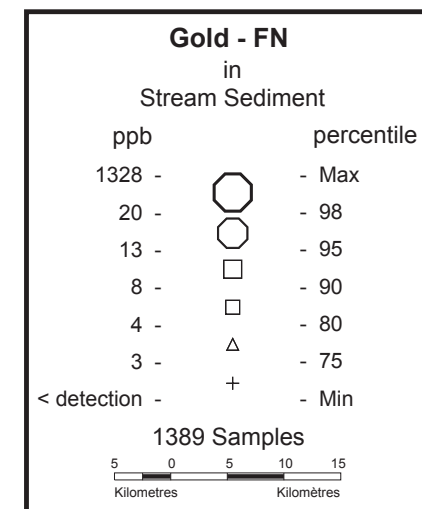 Gold - FN
in
Stream Sediment
ppb percentile
1328 - - Max
20 - - 98
13 - - 95
8 - - 90
4 - - 80
3 - - 75
< detection - - Min
1389 Samples
5 0 5 10 15
Kilometres Kilomètres